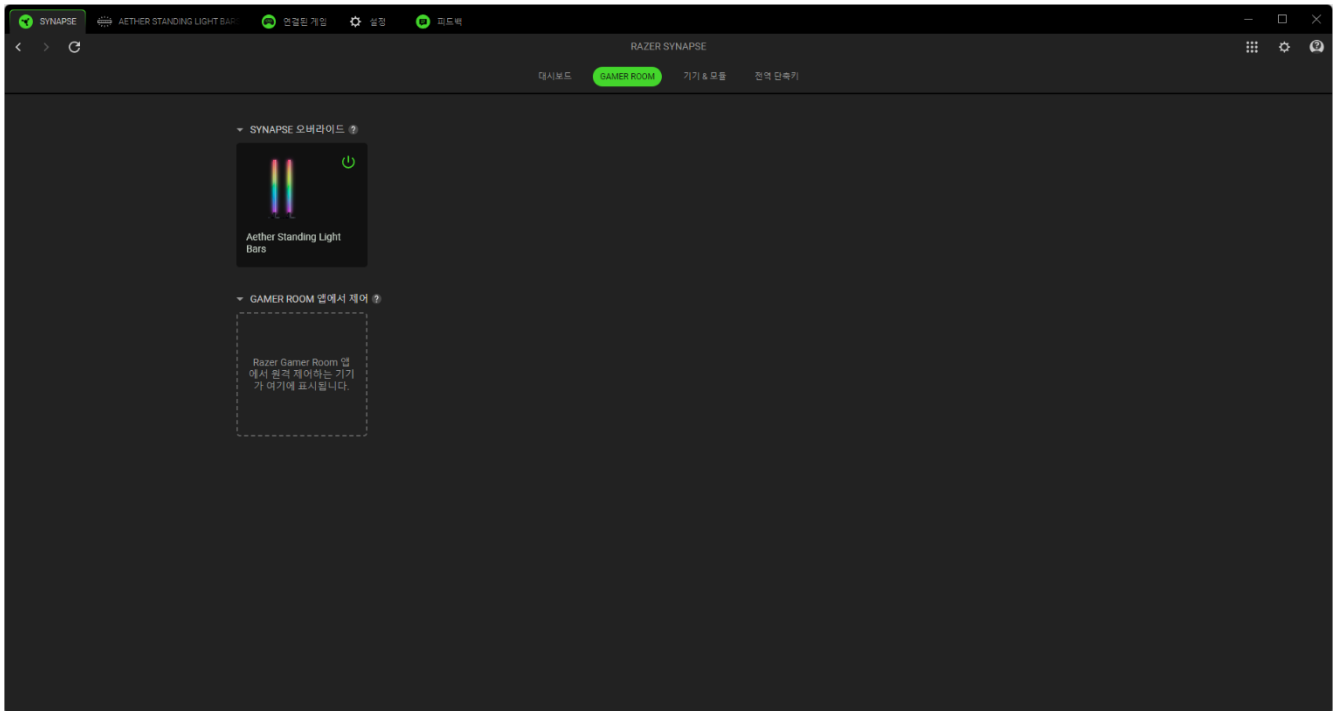 SYNAPSE AETHER STANDING LIGHT BAR 연결된 게임 설정 피드백
RAZER SYNAPSE
대시보드 GAMER ROOM 기기 & 모듈 전역 단축키
SYNAPSE 오버라이드 ?
Aether Standing Light
Bars
GAMER ROOM 앱에서 제어 ?
Razer Gamer Room 앱
에서 원격 제어하는 기기
가 여기에 표시됩니다.